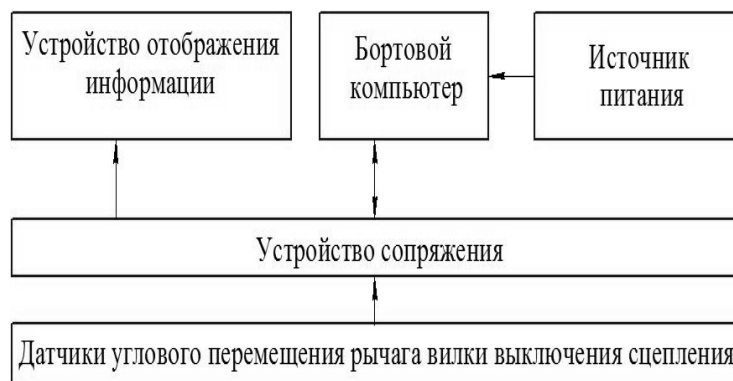 Устройство отображения
информации
Бортовой
компьютер
Источник
питания
Устройство сопряжения
Датчики углового перемещения рычага вилки выключения сцепления